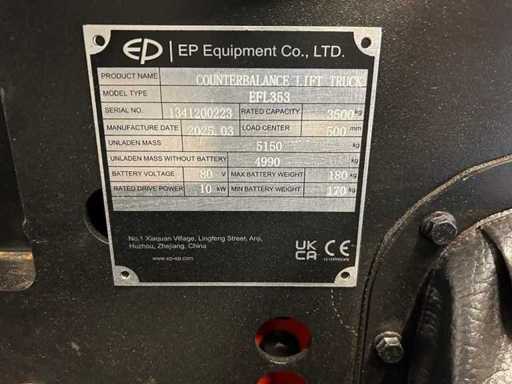 EP | EP Equipment Co., LTD.
PRODUCT NAME COUNTERBALANCE LIFT TRUCK
MODEL TYPE EFL353
SERIAL NO. 1341200223 RATED CAPACITY 3500 kg
MANUFACTURE DATE 2025.03 LOAD CENTER 500 mm
UNLADEN MASS 5150 kg
UNLADEN MASS WITHOUT BATTERY 4990 kg
BATTERY VOLTAGE 80 V MAX BATTERY WEIGHT 180 kg
RATED DRIVE POWER 10 kW MIN BATTERY WEIGHT 170 kg
No.1 Xiaquan Village, Lingfeng Street, Anji,
Huzhou, Zhejiang, China
www.ep-ep.com
UK
CA CE